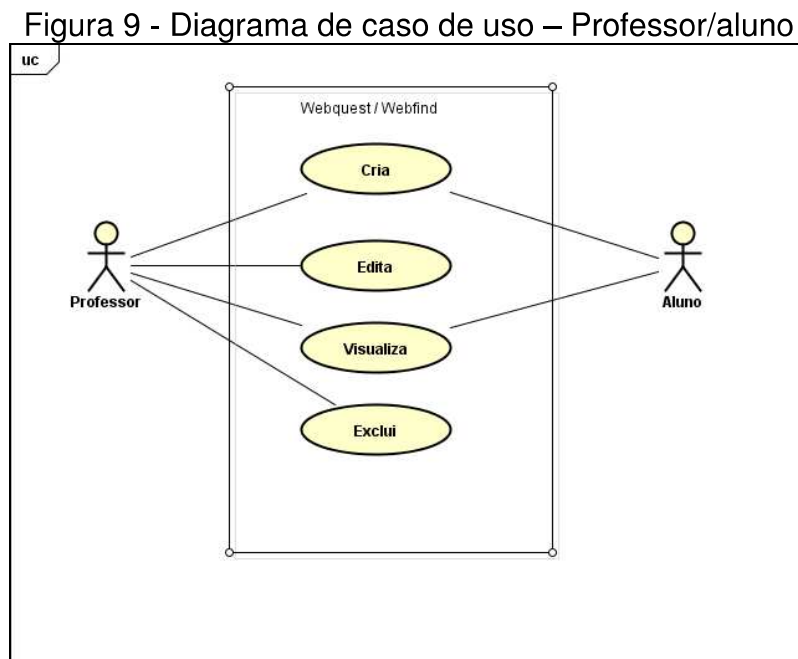 Figura 9 - Diagrama de caso de uso – Professor/aluno
uc
Webquest / Webfind
Cria
Edita
Professor
Aluno
Visualiza
Exclui